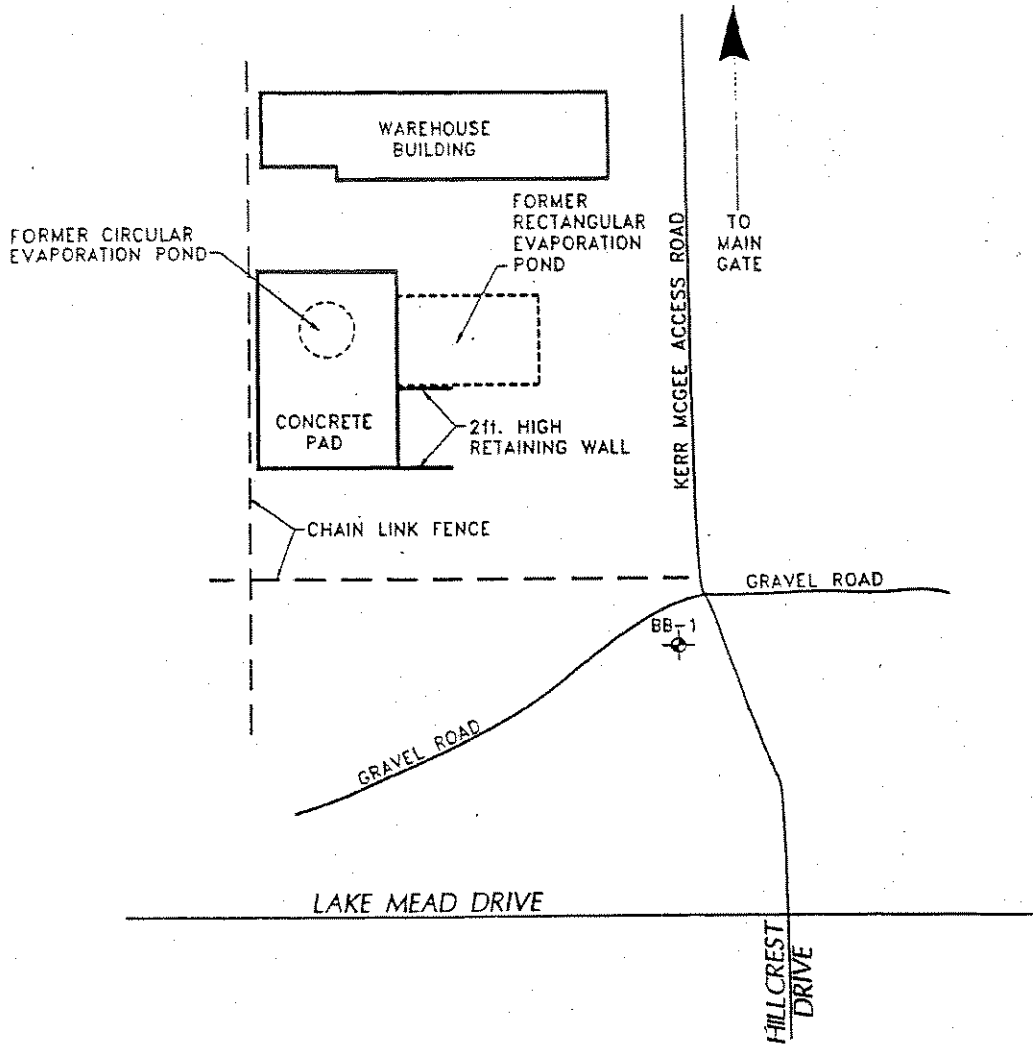 WAREHOUSE
BUILDING
FORMER CIRCULAR
EVAPORATION POND
FORMER
RECTANGULAR
EVAPORATION
POND
KERR MCGEE ACCESS ROAD
TO
MAIN
GATE
CONCRETE
PAD
2ft. HIGH
RETAINING WALL
CHAIN LINK FENCE
GRAVEL ROAD
BB-1
GRAVEL ROAD
LAKE MEAD DRIVE
HILLCREST
DRIVE